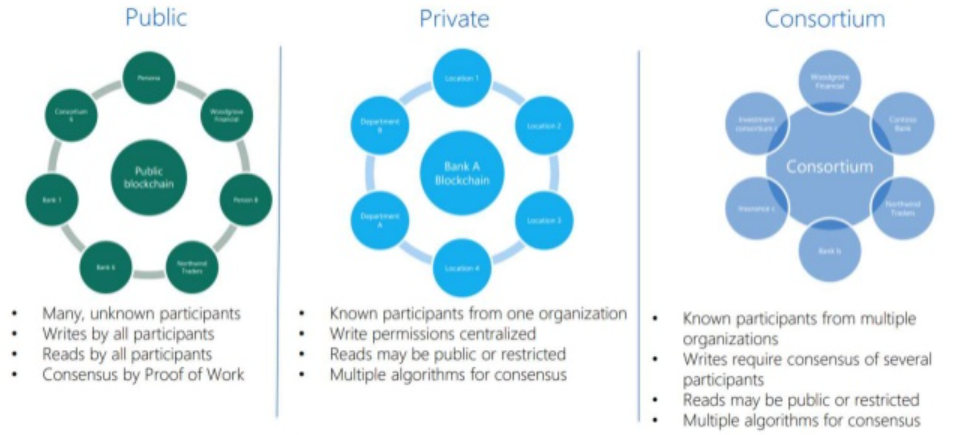 Public
Persona
Woodgrove
Financial
Person B
Northwind
Traders
Bank 6
Bank 1
Consortium
6
Public
blockchain
• Many, unknown participants
• Writes by all participants
• Reads by all participants
• Consensus by Proof of Work
Private
Location 1
Location 2
Location 3
Location 4
Department
A
Department
B
Bank A
Blockchain
• Known participants from one organization
• Write permissions centralized
• Reads may be public or restricted
• Multiple algorithms for consensus
Consortium
Woodgrove
Financial
Contoso
Bank
Northwind
Traders
Bank b
Insurance c
Investment
consortium
Consortium
• Known participants from multiple
organizations
• Writes require consensus of several
participants
• Reads may be public or restricted
• Multiple algorithms for consensus